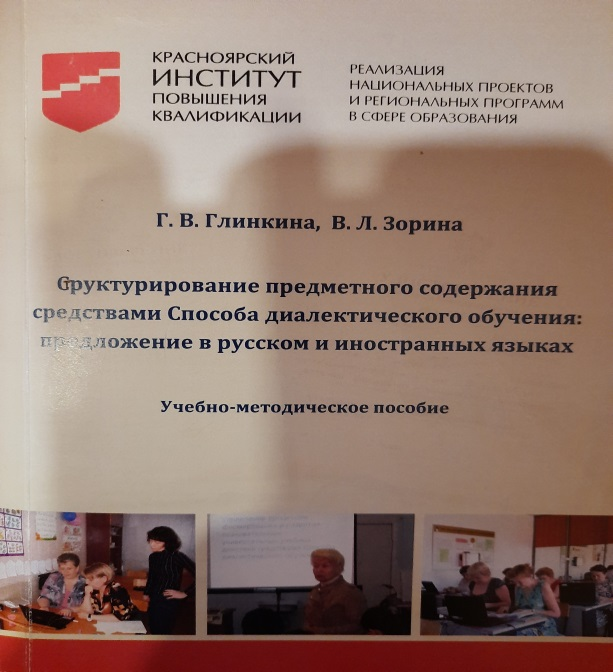 КРАСНОЯРСКИЙ
ИНСТИТУТ
ПОВЫШЕНИЯ
КВАЛИФИКАЦИИ
РЕАЛИЗАЦИЯ
НАЦИОНАЛЬНЫХ ПРОЕКТОВ
И РЕГИОНАЛЬНЫХ ПРОГРАММ
В СФЕРЕ ОБРАЗОВАНИЯ
Г. В. Глинкина, В. Л. Зорина
Структурирование предметного содержания
средствами Способа диалектического обучения:
предложение в русском и иностранных языках
Учебно-методическое пособие